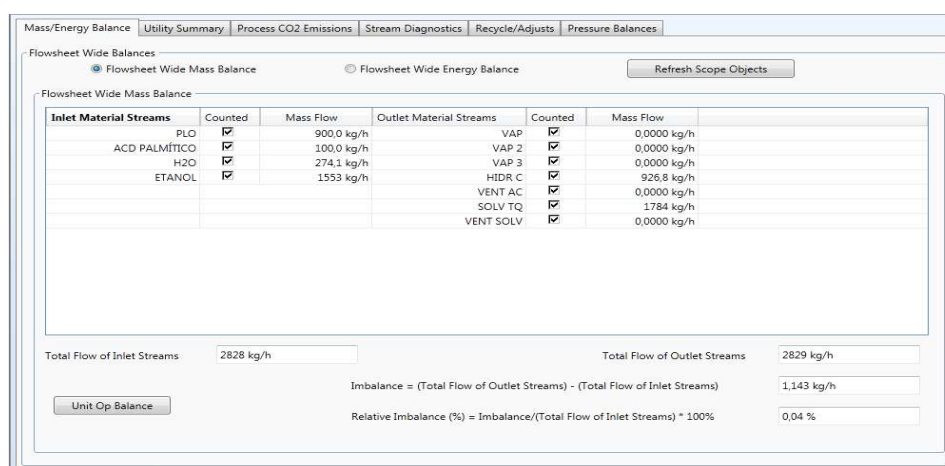 Mass/Energy Balance Utility Summary Process CO2 Emissions Stream Diagnostics Recycle/Adjusts Pressure Balances
Flowsheet Wide Balances
Flowsheet Wide Mass Balance Flowsheet Wide Energy Balance Refresh Scope Objects
Flowsheet Wide Mass Balance
Inlet Material Streams Counted Mass Flow Outlet Material Streams Counted Mass Flow
PLO 900,0 kg/h VAP 0,0000 kg/h
ACD PALMÍTICO 100,0 kg/h VAP 2 0,0000 kg/h
H2O 274,1 kg/h VAP 3 0,0000 kg/h
ETANOL 1553 kg/h HIDR C 926,8 kg/h
VENT AC 0,0000 kg/h
SOLV TQ 1784 kg/h
VENT SOLV 0,0000 kg/h
Total Flow of Inlet Streams 2828 kg/h Total Flow of Outlet Streams 2829 kg/h
Imbalance = (Total Flow of Outlet Streams) - (Total Flow of Inlet Streams) 1,143 kg/h
Unit Op Balance
Relative Imbalance (%) = Imbalance/(Total Flow of Inlet Streams) * 100% 0,04 %